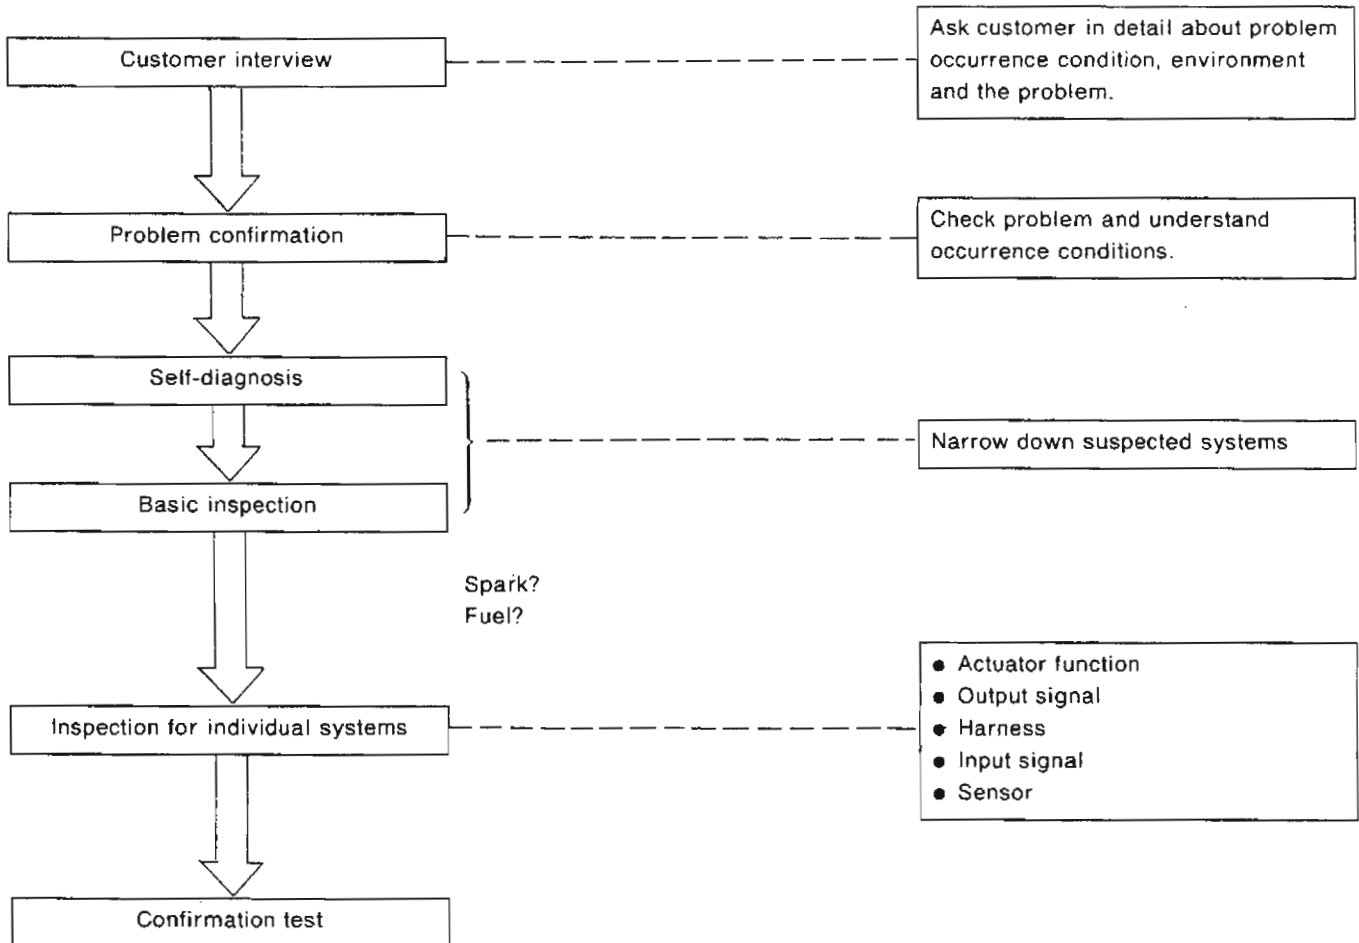 Customer interview
Ask customer in detail about problem
occurrence condition, environment
and the problem.
Problem confirmation
Check problem and understand
occurrence conditions.
Self-diagnosis
Basic inspection
Narrow down suspected systems
Spark?
Fuel?
Inspection for individual systems
● Actuator function
● Output signal
● Harness
● Input signal
● Sensor
Confirmation test